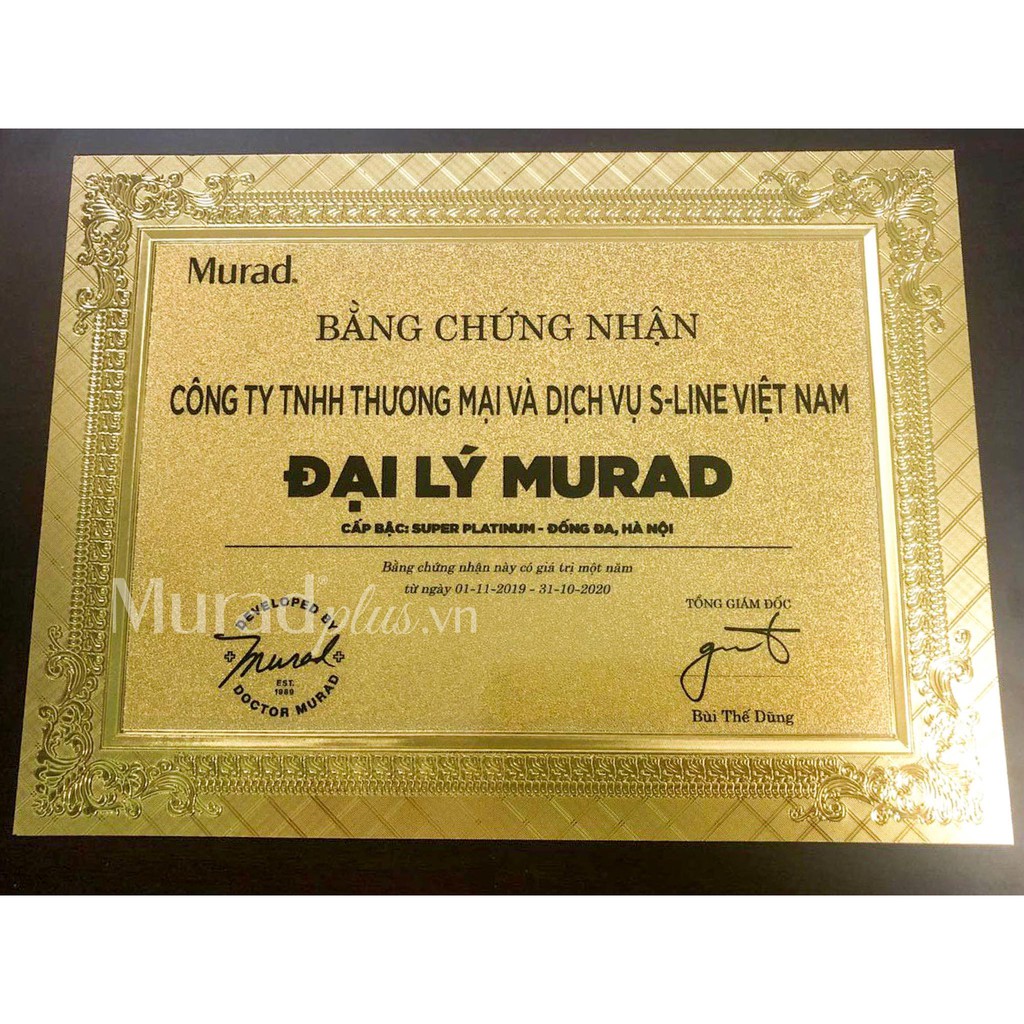 Murad.
BẰNG CHỨNG NHẬN
CÔNG TY TNHH THƯƠNG MẠI VÀ DỊCH VỤ S-LINE VIỆT NAM
ĐẠI LÝ MURAD
CẤP BẬC: SUPER PLATINUM - ĐỐNG ĐA, HÀ NỘI
Bằng chứng nhận này có giá trị một năm
từ ngày 01-11-2019 - 31-10-2020
Muradplus.vn
DEVELOPED BY
Murad
EST.
1989
DOCTOR MURAD
TỔNG GIÁM ĐỐC
Bùi Thế Dũng